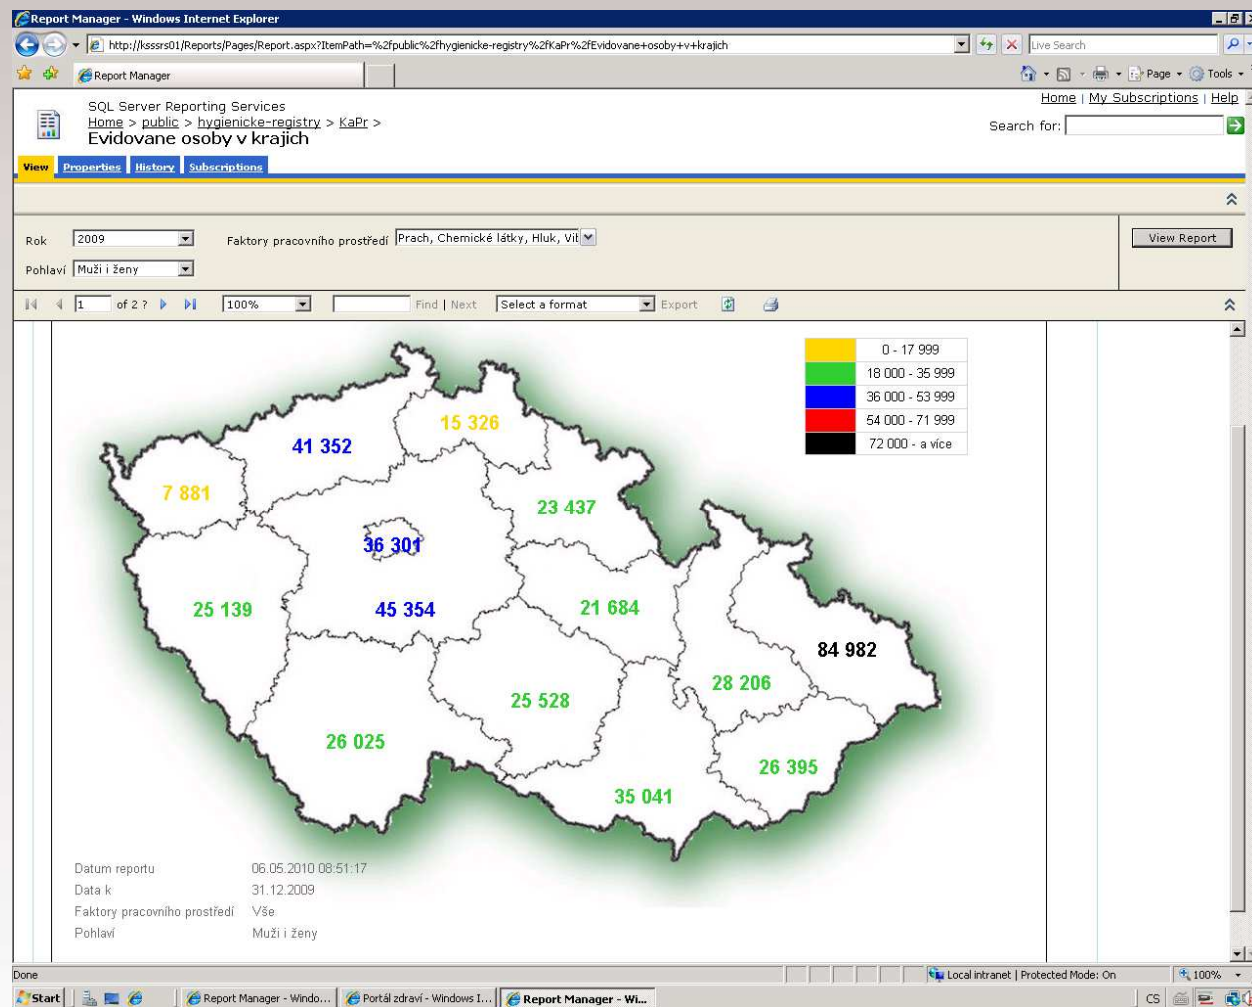 Report Manager - Windows Internet Explorer
http://ksssrs01/Reports/Pages/Report.aspx?ItemPath=%2fpublic%2fhygienicke-registry%2fKaPr%2fEvidovane+osoby+v+krajich
Live Search
Report Manager
Page Tools
SQL Server Reporting Services
Home | My Subscriptions | Help
Home > public > hygienicke-registry > KaPr >
Evidovane osoby v krajich
Search for:
View Properties History Subscriptions
Rok 2009 Faktory pracovního prostředí Prach, Chemické látky, Hluk, Vib View Report
Pohlaví Muži i ženy
1 of 2 ? 100% Find | Next Select a format Export
0 - 17 999
18 000 - 35 999
36 000 - 53 999
54 000 - 71 999
72 000 - a více
15 326
41 352
7 881
23 437
36 301
25 139
45 354
21 684
84 982
28 206
25 528
26 025
26 395
35 041
Datum reportu 06.05.2010 08:51:17
Data k 31.12.2009
Faktory pracovního prostředí Vše
Pohlaví Muži i ženy
Done Local intranet | Protected Mode: On 100%
Start Report Manager - Windo... Portál zdraví - Windows I... Report Manager - Wi... CS